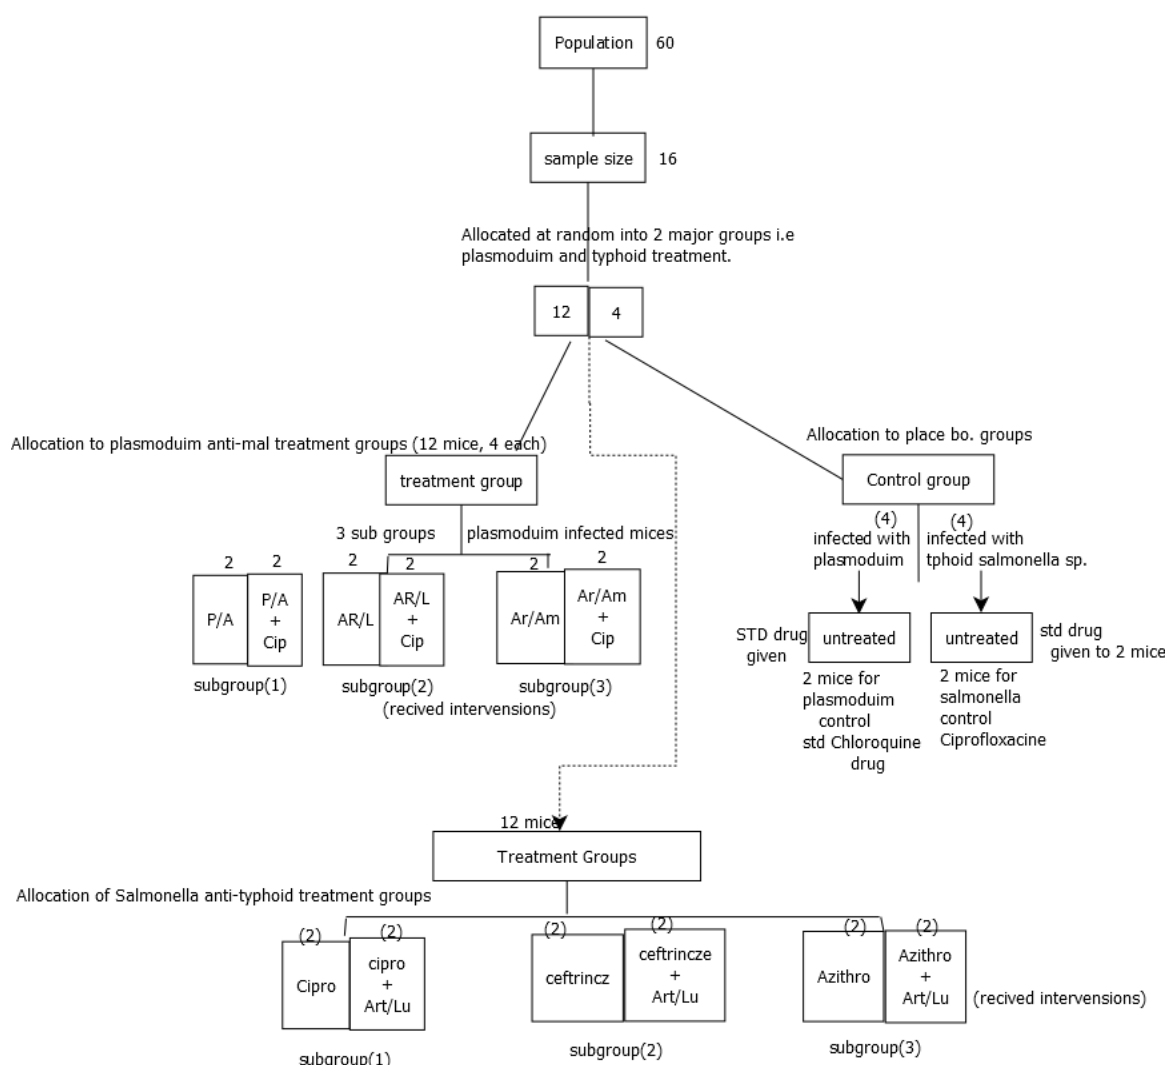 Population
60
sample size
16
Allocated at random into 2 major groups i.e
plasmoduim and typhoid treatment.
12
4
Allocation to plasmoduim anti-mal treatment groups (12 mice, 4 each)
treatment group
3 sub groups
plasmoduim infected mices
2
2
2
2
2
2
P/A
P/A
+
Cip
AR/L
AR/L
+
Cip
Ar/Am
Ar/Am
+
Cip
subgroup(1)
subgroup(2)
subgroup(3)
(recived intervensions)
Allocation to place bo. groups
Control group
(4)
(4)
infected with
plasmoduim
infected with
tphoid salmonella sp.
STD drug
given
untreated
untreated
std drug
given to 2 mice
2 mice for
plasmoduim
control
std Chloroquine
drug
2 mice for
salmonella
control
Ciprofloxacine
12 mice
Treatment Groups
Allocation of Salmonella anti-typhoid treatment groups
(2)
(2)
(2)
(2)
(2)
(2)
Cipro
cipro
+
Art/Lu
ceftrincz
ceftrincze
+
Art/Lu
Azithro
Azithro
+
Art/Lu
(recived intervensions)
subgroup(1)
subgroup(2)
subgroup(3)